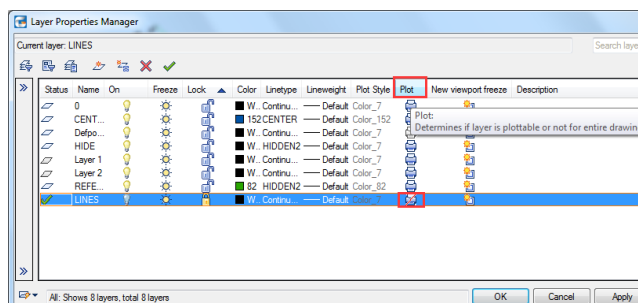 Layer Properties Manager
Current layer: LINES
Search laye
Status Name On Freeze Lock Color Linetype Lineweight Plot Style Plot New viewport freeze Description
0 W... Continu... Default Color_7
CENT... 152 CENTER Default Color_152
Defpo... W... Continu... Default Color_7
HIDE W... HIDDEN2 Default Color_7
Layer 1 W... Continu... Default Color_7
Layer 2 W... Continu... Default Color_7
REFE... 82 HIDDEN2 Default Color_82
LINES W... Continu... Default Color_7
Plot:
Determines if layer is plottable or not for entire drawin
All: Shows 8 layers, total 8 layers
OK Cancel Apply